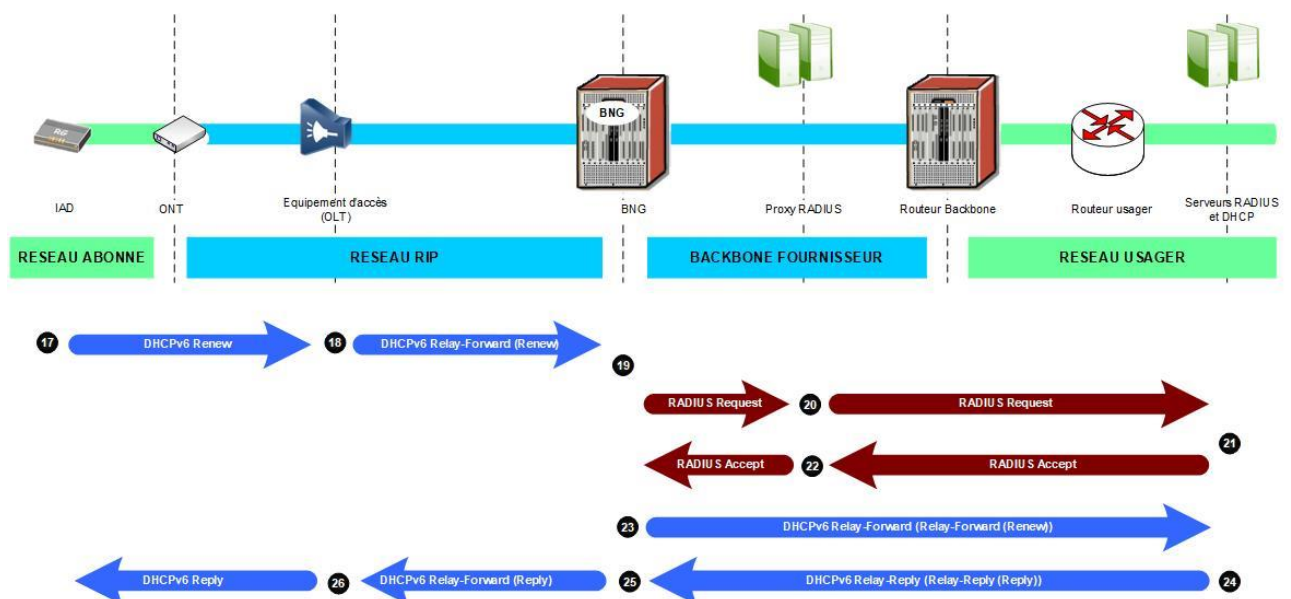 BNG
RG
IAD
ONT
Equipement d'accès
(OLT)
BNG
Proxy RADIUS
Routeur Backbone
Routeur usager
Serveurs RADIUS
et DHCP
RESEAU ABONNE
RESEAU RIP
BACKBONE FOURNISSEUR
RESEAU USAGER
17
DHCPv6 Renew
18
DHCPv6 Relay-Forward (Renew)
19
RADIUS Request
20
RADIUS Request
21
RADIUS Accept
22
RADIUS Accept
23
DHCPv6 Relay-Forward (Relay-Forward (Renew))
DHCPv6 Reply
26
DHCPv6 Relay-Forward (Reply)
25
DHCPv6 Relay-Reply (Relay-Reply (Reply))
24